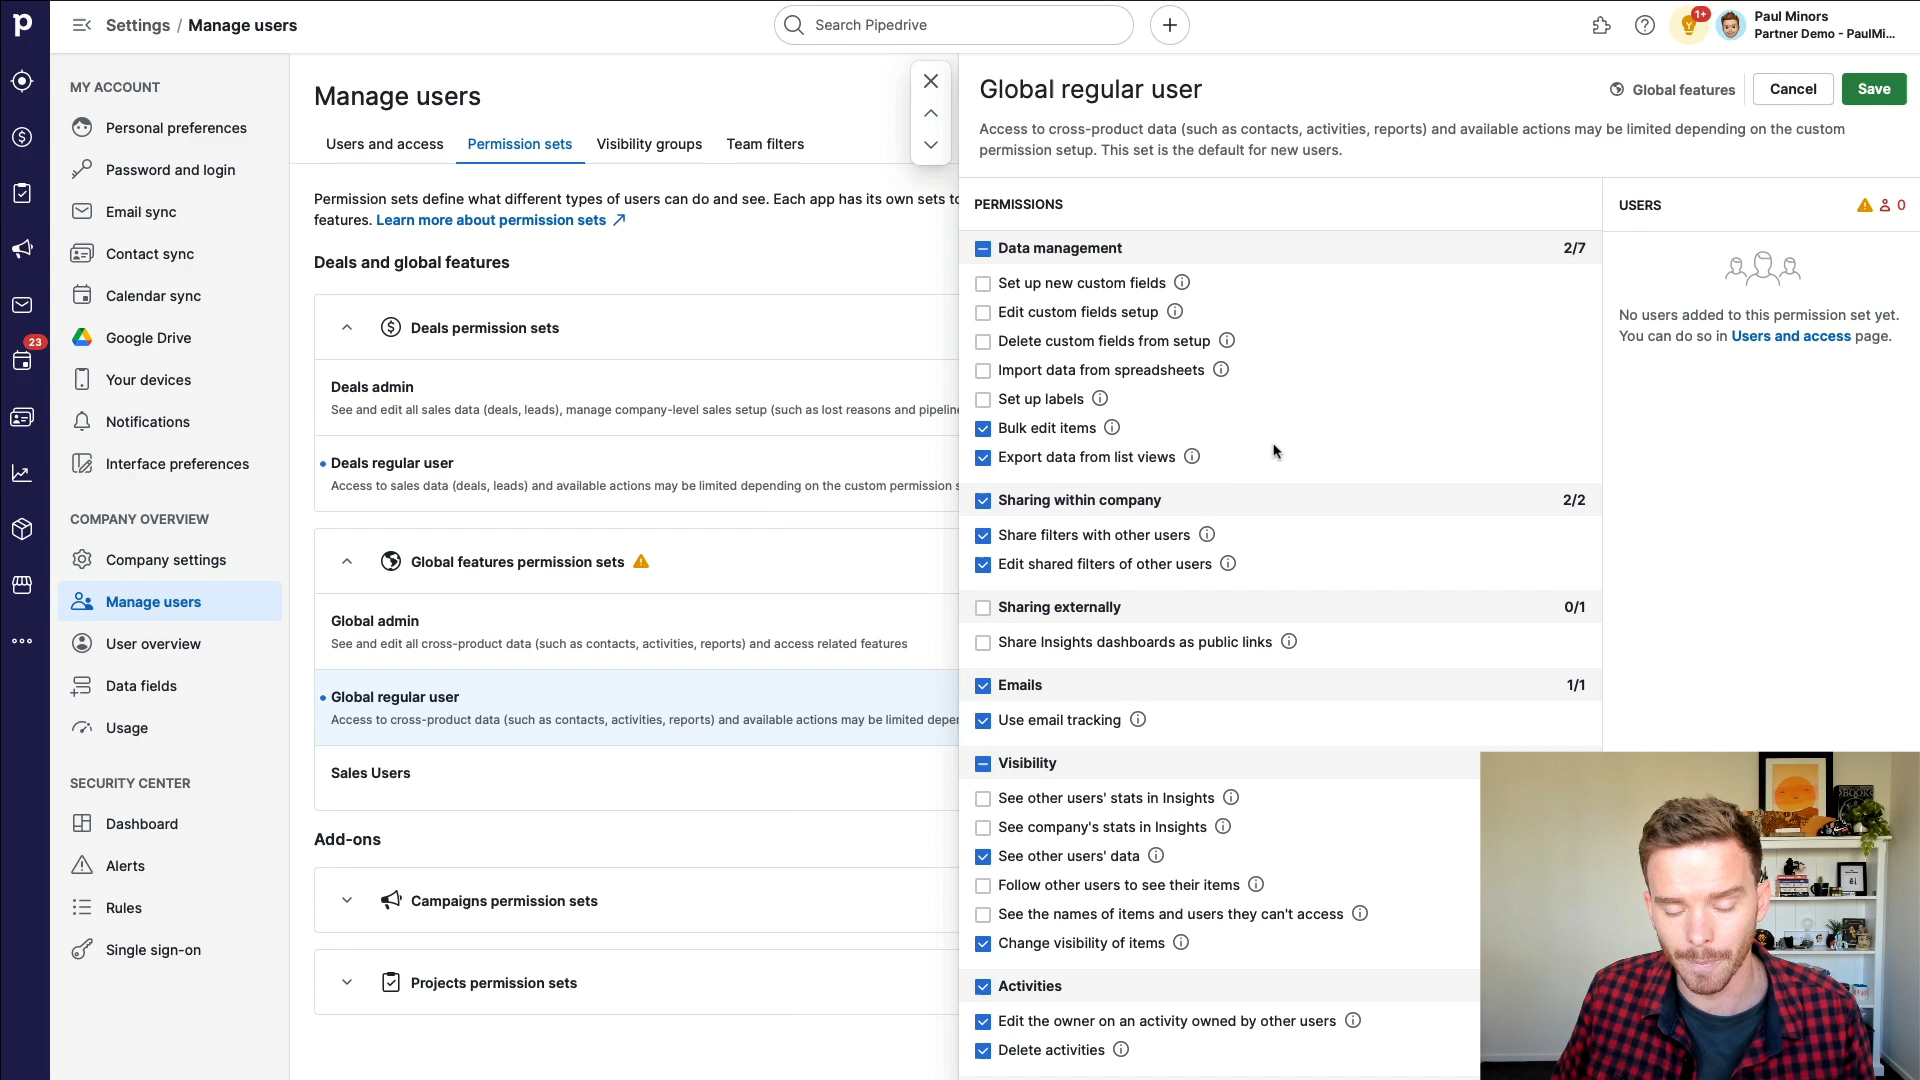 p
Settings / Manage users
Search Pipedrive
1+
Paul Minors
Partner Demo - PaulMi...
23
MY ACCOUNT
Personal preferences
Password and login
Email sync
Contact sync
Calendar sync
Google Drive
Your devices
Notifications
Interface preferences
COMPANY OVERVIEW
Company settings
Manage users
User overview
Data fields
Usage
SECURITY CENTER
Dashboard
Alerts
Rules
Single sign-on
Manage users
Users and access
Permission sets
Visibility groups
Team filters
Permission sets define what different types of users can do and see. Each app has its own sets to
features. Learn more about permission sets
Deals and global features
Deals permission sets
Deals admin
See and edit all sales data (deals, leads), manage company-level sales setup (such as lost reasons and pipeline
Deals regular user
Access to sales data (deals, leads) and available actions may be limited depending on the custom permission s
Global features permission sets
Global admin
See and edit all cross-product data (such as contacts, activities, reports) and access related features
Global regular user
Access to cross-product data (such as contacts, activities, reports) and available actions may be limited deper
Sales Users
Add-ons
Campaigns permission sets
Projects permission sets
Global regular user
Global features
Cancel
Save
Access to cross-product data (such as contacts, activities, reports) and available actions may be limited depending on the custom
permission setup. This set is the default for new users.
PERMISSIONS
Data management 2/7
Set up new custom fields
Edit custom fields setup
Delete custom fields from setup
Import data from spreadsheets
Set up labels
Bulk edit items
Export data from list views
Sharing within company 2/2
Share filters with other users
Edit shared filters of other users
Sharing externally 0/1
Share Insights dashboards as public links
Emails 1/1
Use email tracking
Visibility
See other users' stats in Insights
See company's stats in Insights
See other users' data
Follow other users to see their items
See the names of items and users they can't access
Change visibility of items
Activities
Edit the owner on an activity owned by other users
Delete activities
USERS
0
No users added to this permission set yet.
You can do so in Users and access page.